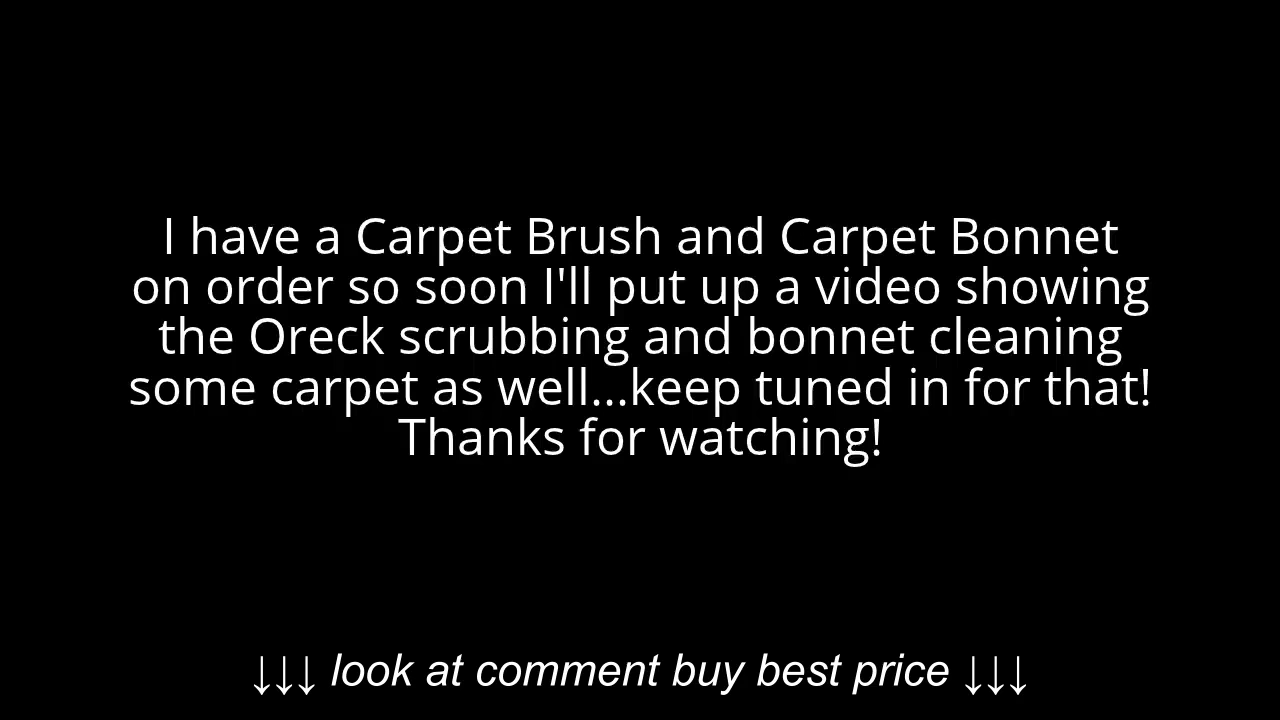 I have a Carpet Brush and Carpet Bonnet
on order so soon I'll put up a video showing
the Oreck scrubbing and bonnet cleaning
some carpet as well...keep tuned in for that!
Thanks for watching!
↓↓↓ look at comment buy best price ↓↓↓